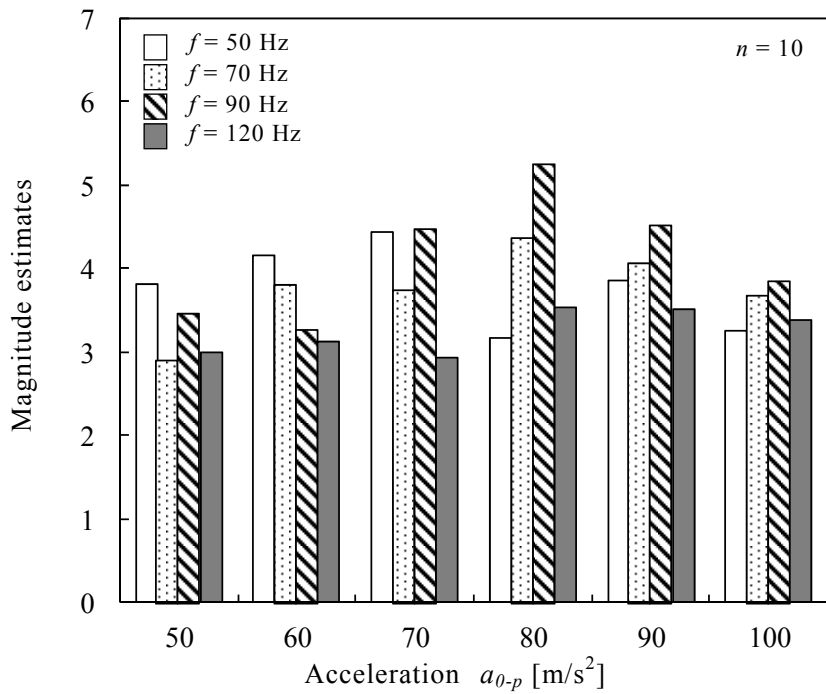 7
6
5
4
3
2
1
0
Magnitude estimates
f = 50 Hz
f = 70 Hz
f = 90 Hz
f = 120 Hz
n = 10
50 60 70 80 90 100
Acceleration a₀₋ₚ [m/s²]